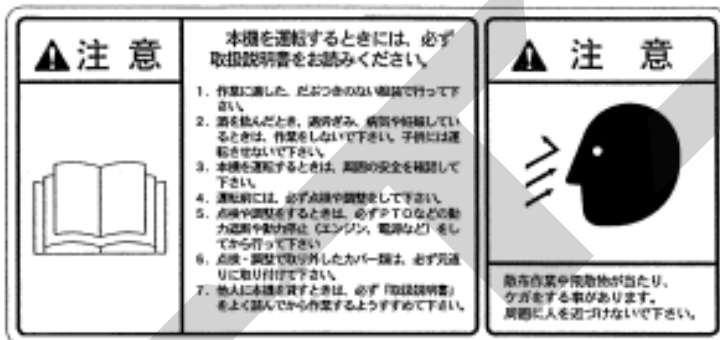 注 意
本機を運転するときには、必ず
取扱説明書をお読みください。
1. 作業に適した、だぶつきのない服装で行って下
さい。
2. 酒を飲んだとき、過労ぎみ、病気や妊娠してい
るときは、作業をしないで下さい。子供には運
転させないで下さい。
3. 本機を運転するときは、周囲の安全を確認して
下さい。
4. 運転前には、必ず点検や調整をして下さい。
5. 点検や調整をするときは、必ずPTOなどの動
力遮断や動力停止(エンジン、電源など)をし
てから行って下さい
6. 点検・調整で取り外したカバー類は、必ず元通
りに取り付けて下さい。
7. 他人に本機を貸すときは、必ず「取扱説明書」
をよく読んでから作業するようすすめて下さい。
注 意
散布作業中飛散物が当たり、
ケガをする事があります。
周囲に人を近づけないで下さい。